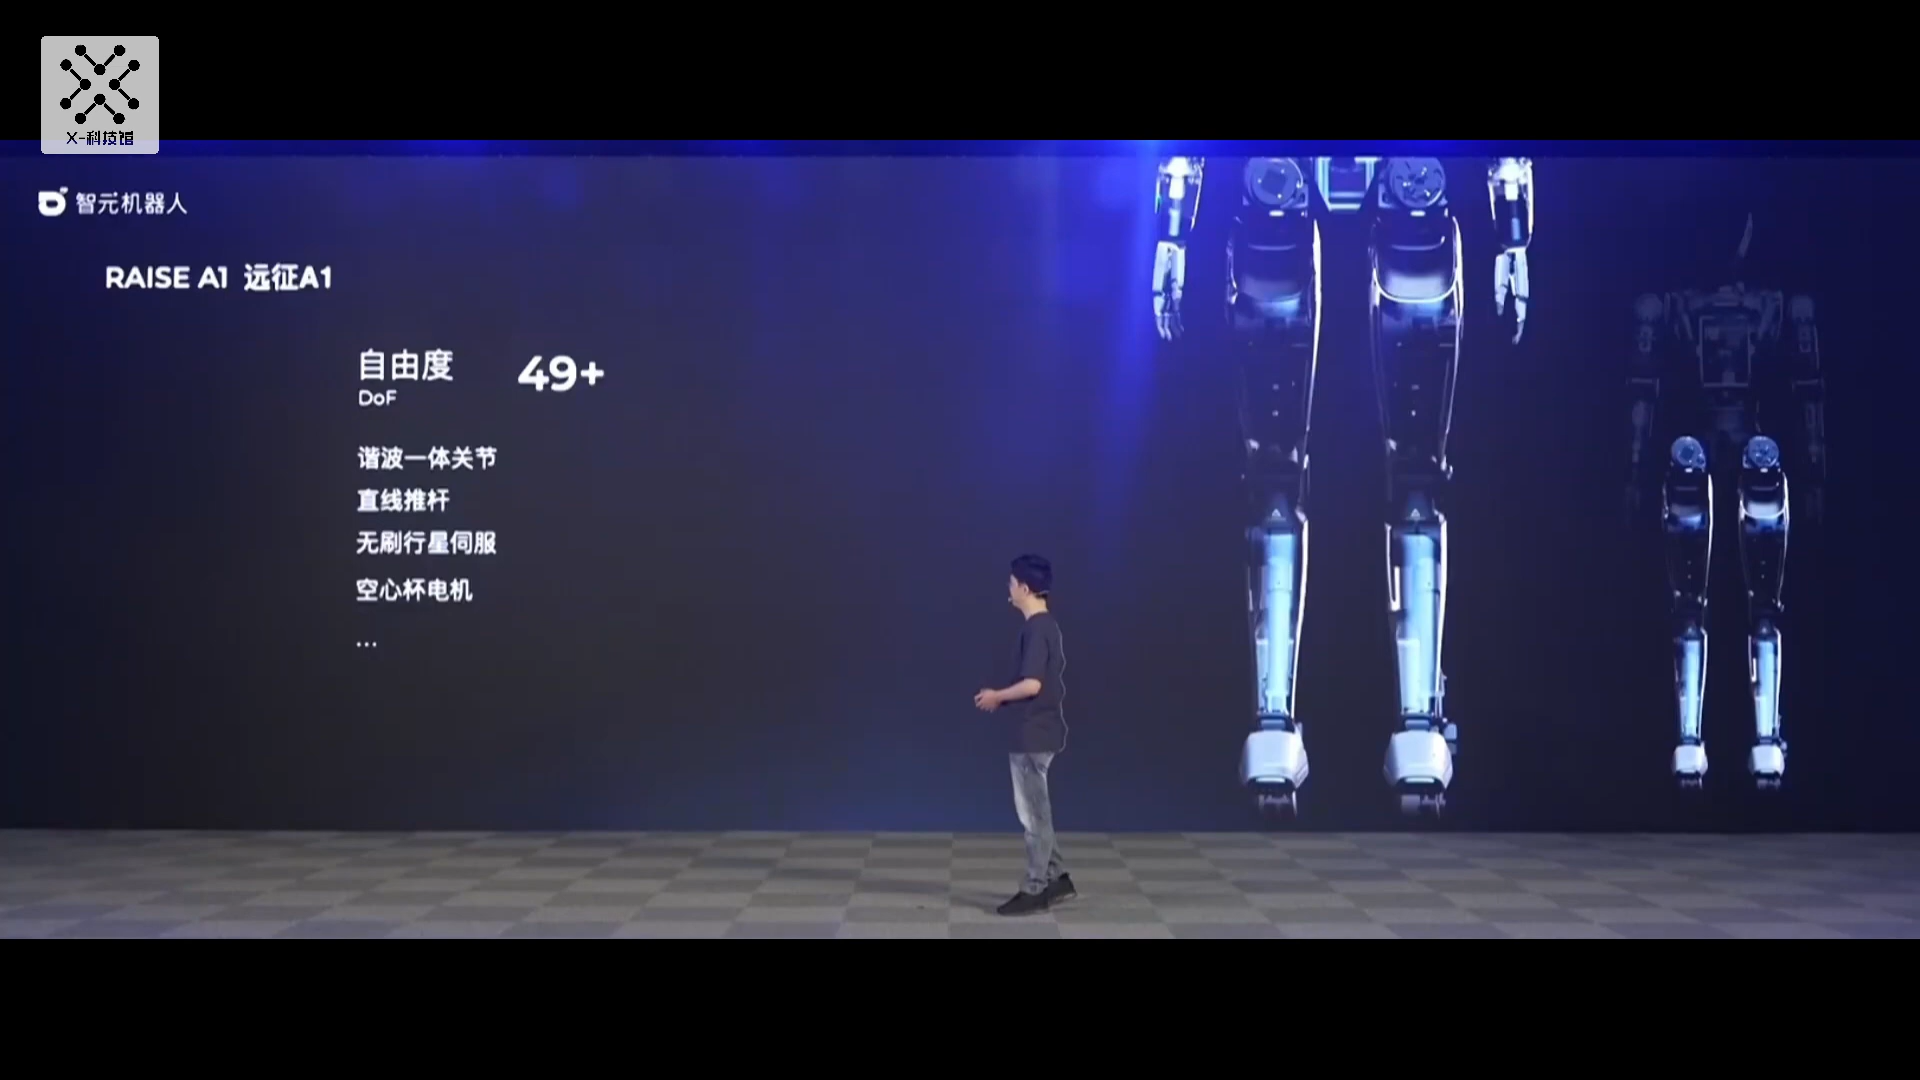 X-科技馆
智元机器人
RAISE A1 远征A1
自由度 49+
DoF
谐波一体关节
直线推杆
无刷行星伺服
空心杯电机
...